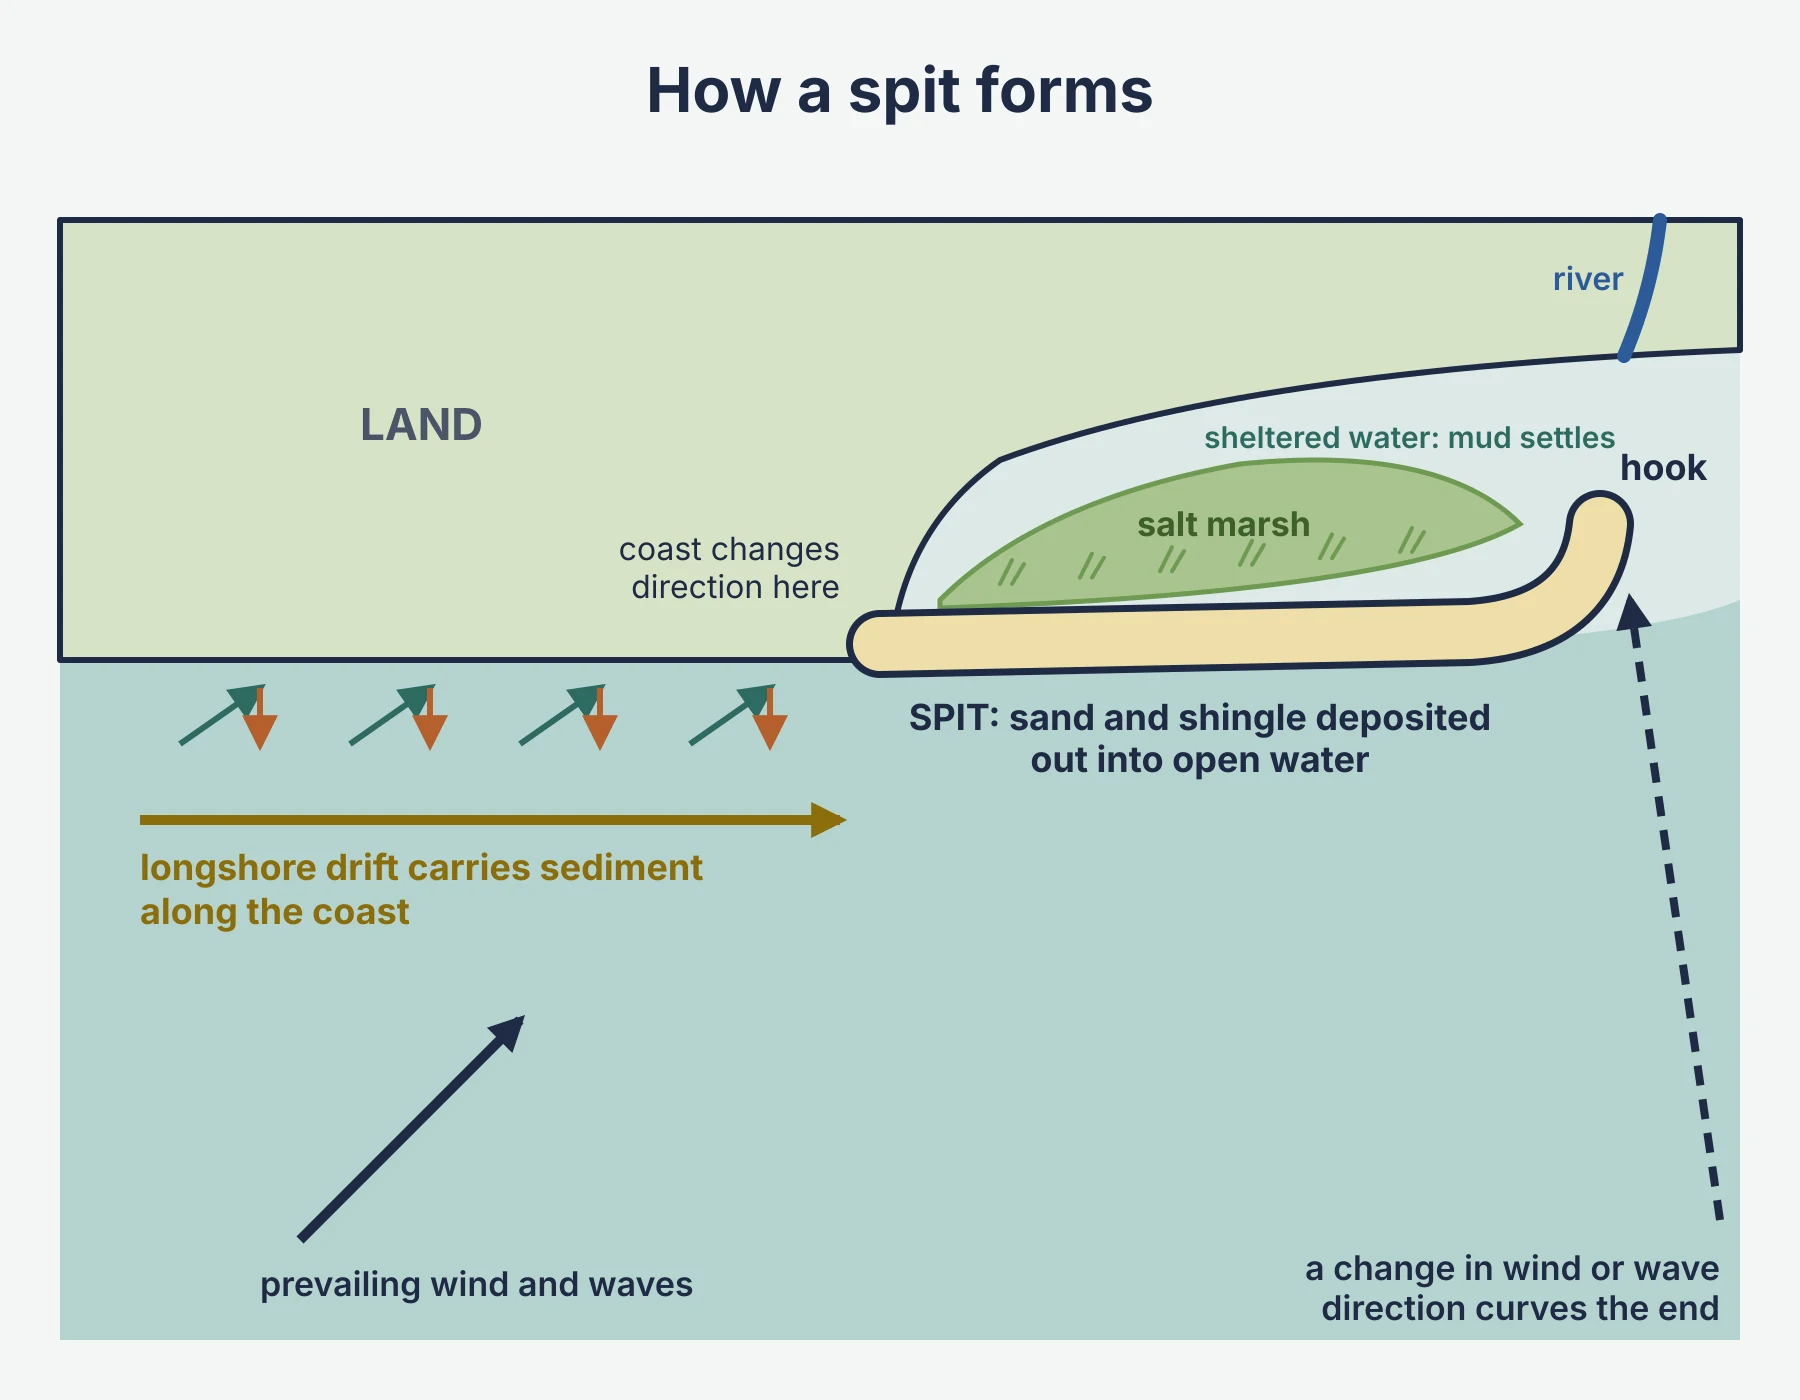 How a spit forms
river
LAND
sheltered water: mud settles
hook
salt marsh
coast changes
direction here
SPIT: sand and shingle deposited
out into open water
longshore drift carries sediment
along the coast
prevailing wind and waves
a change in wind or wave
direction curves the end